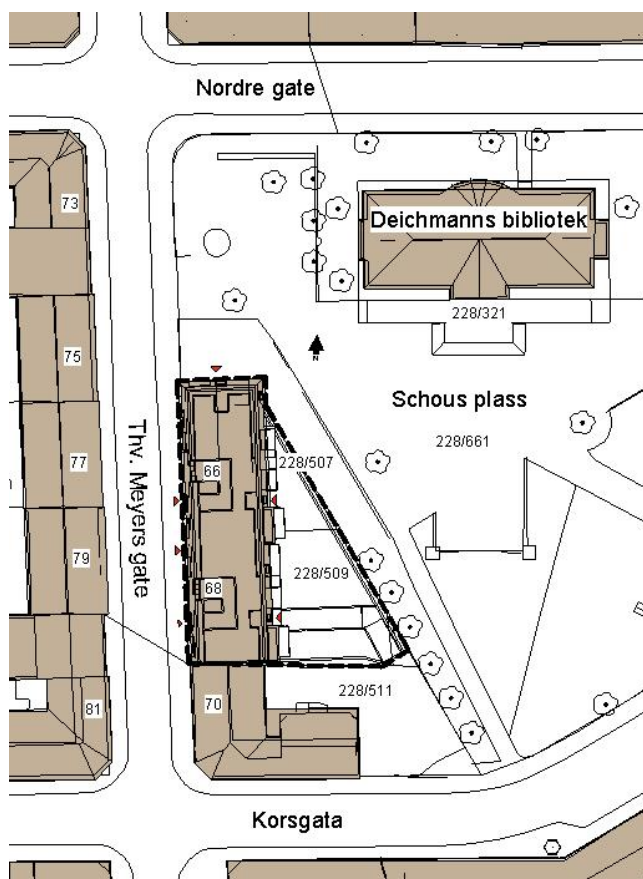 Nordre gate
73
Deichmanns bibliotek
228/321
75
N
Schous plass
228/661
77
Thv. Meyers gate
66
228/507
79
228/509
68
228/511
70
81
Korsgata